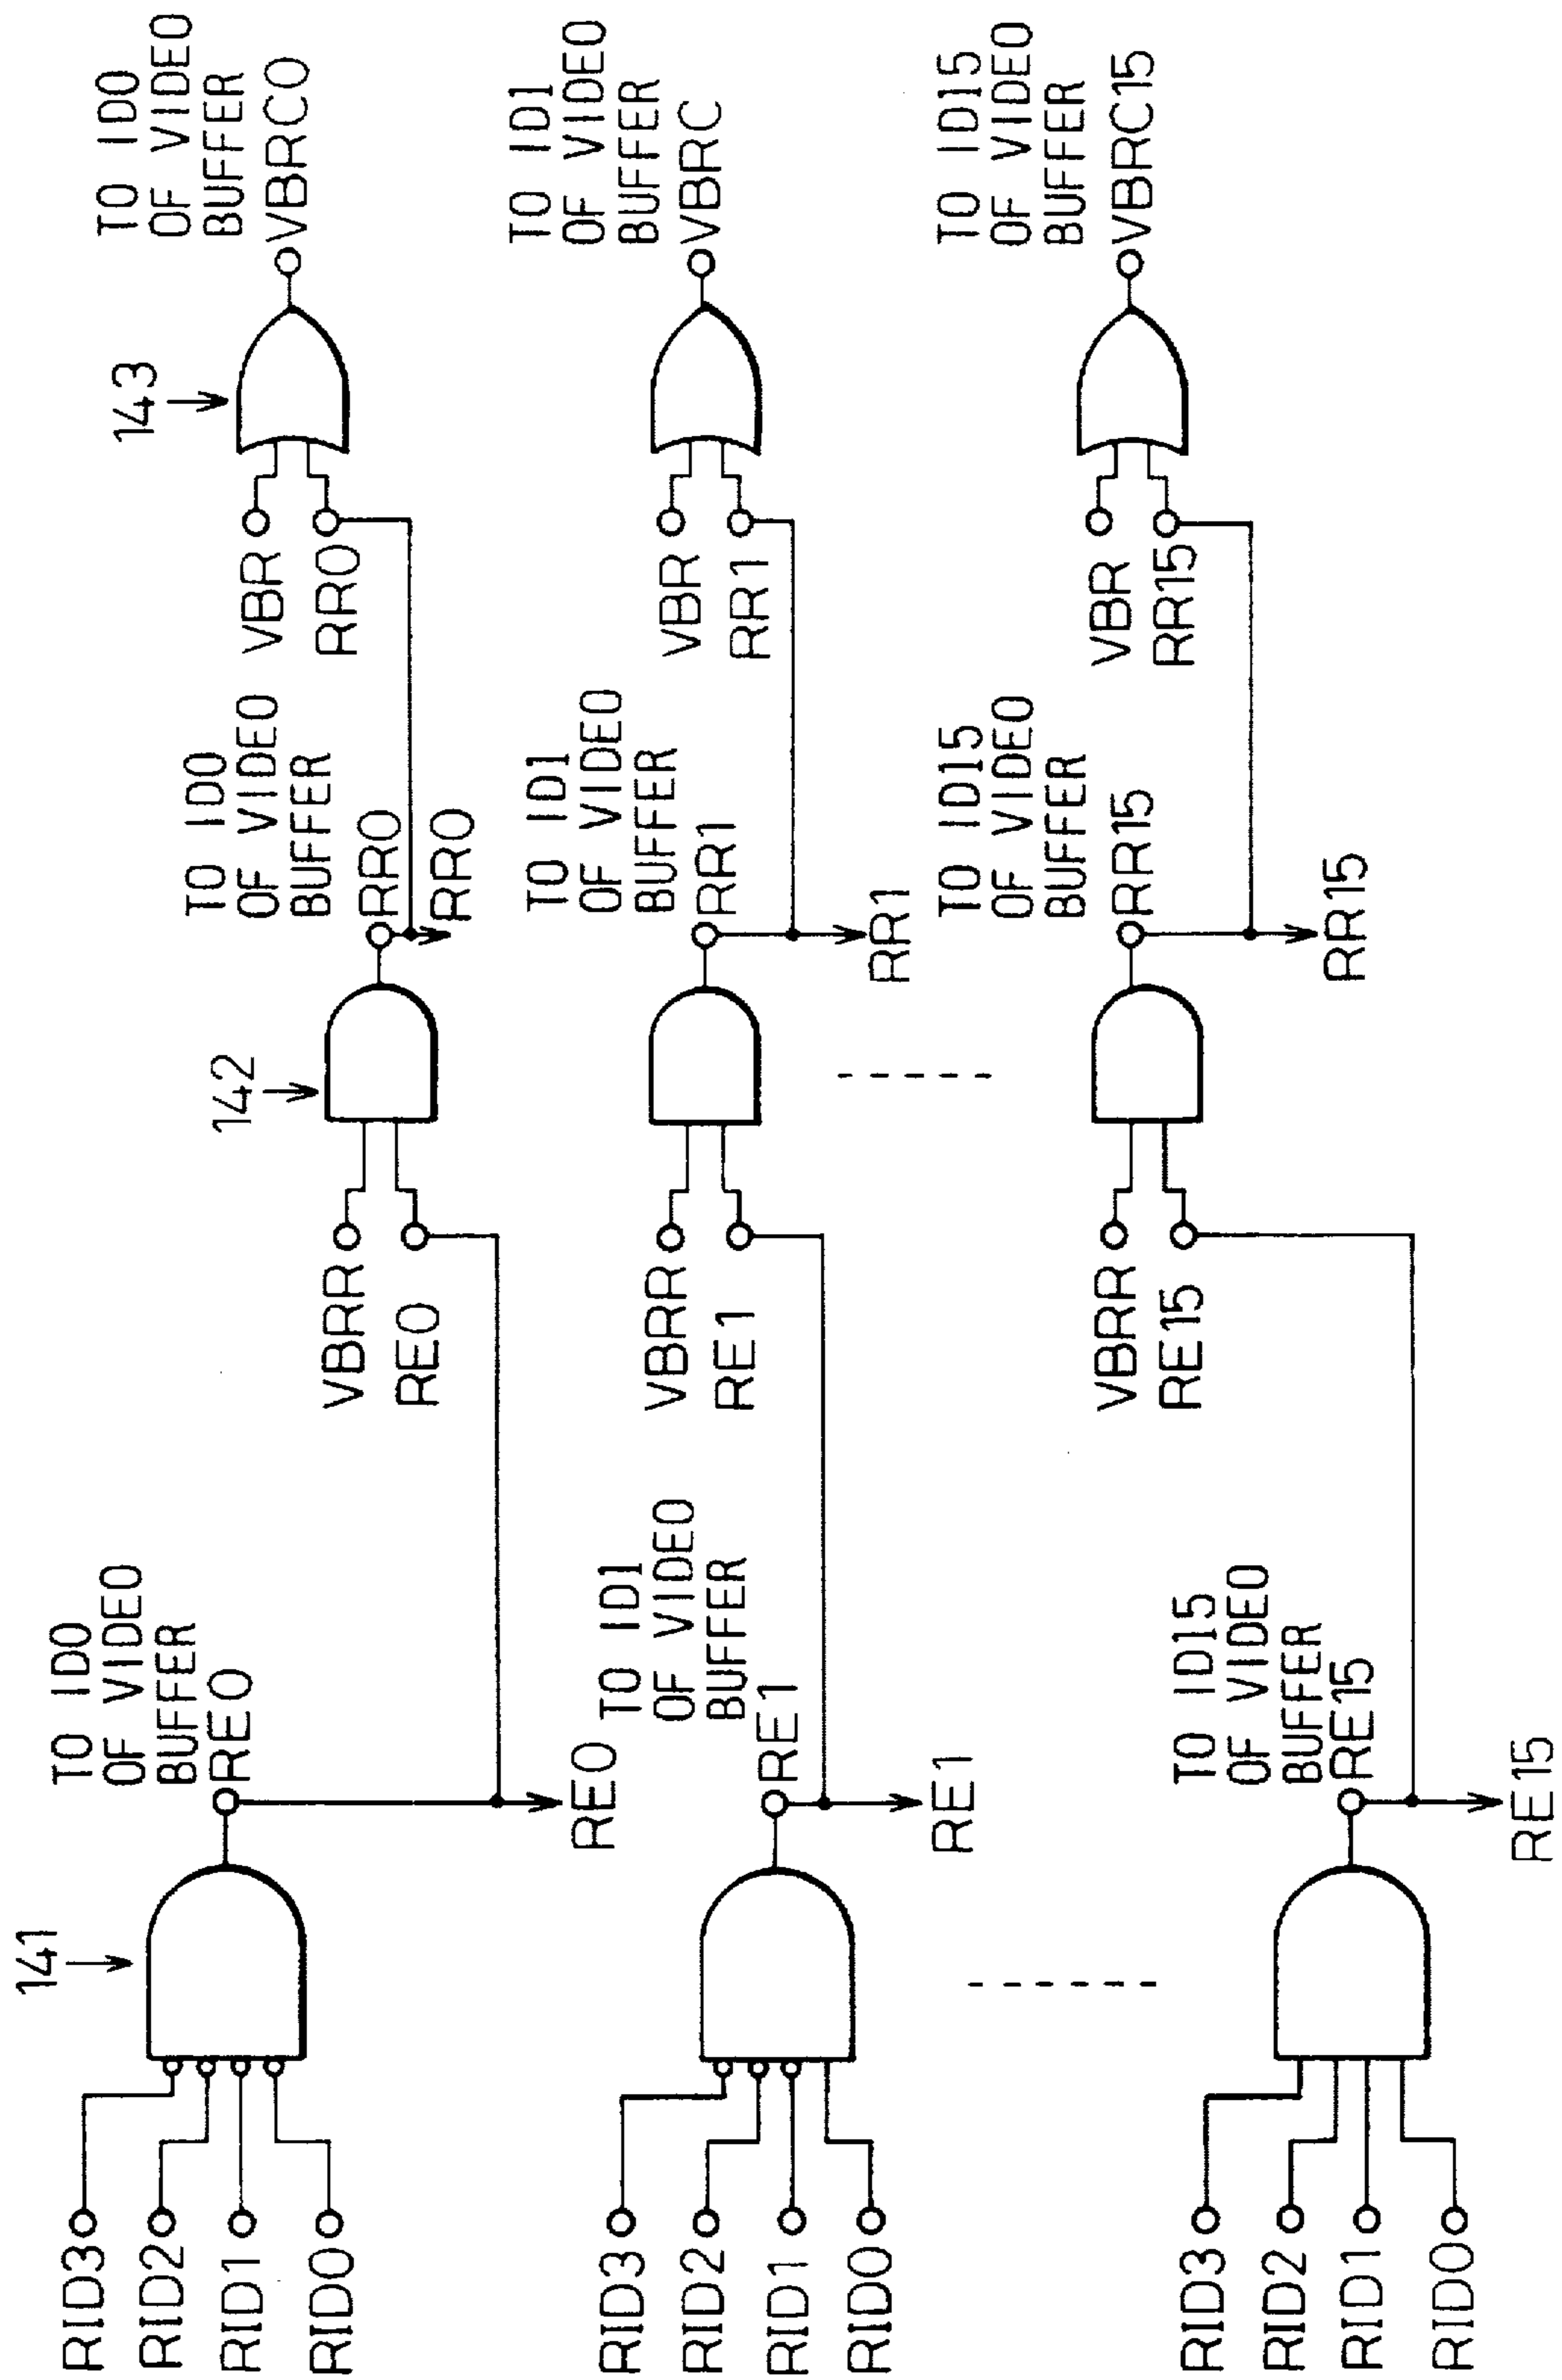 141
RID3
RID2
RID1
RID0
TO ID0
OF VIDEO
BUFFER
RE0
RE0
142
VBRR
RE0
TO ID0
OF VIDEO
BUFFER
RR0
RR0
143
VBR
RR0
TO ID0
OF VIDEO
BUFFER
VBRC0
RID3
RID2
RID1
RID0
TO ID1
OF VIDEO
BUFFER
RE1
RE1
VBRR
RE1
TO ID1
OF VIDEO
BUFFER
RR1
RR1
VBR
RR1
TO ID1
OF VIDEO
BUFFER
VBRC
RID3
RID2
RID1
RID0
TO ID15
OF VIDEO
BUFFER
RE15
RE15
VBRR
RE15
TO ID15
OF VIDEO
BUFFER
RR15
RR15
VBR
RR15
TO ID15
OF VIDEO
BUFFER
VBRC15